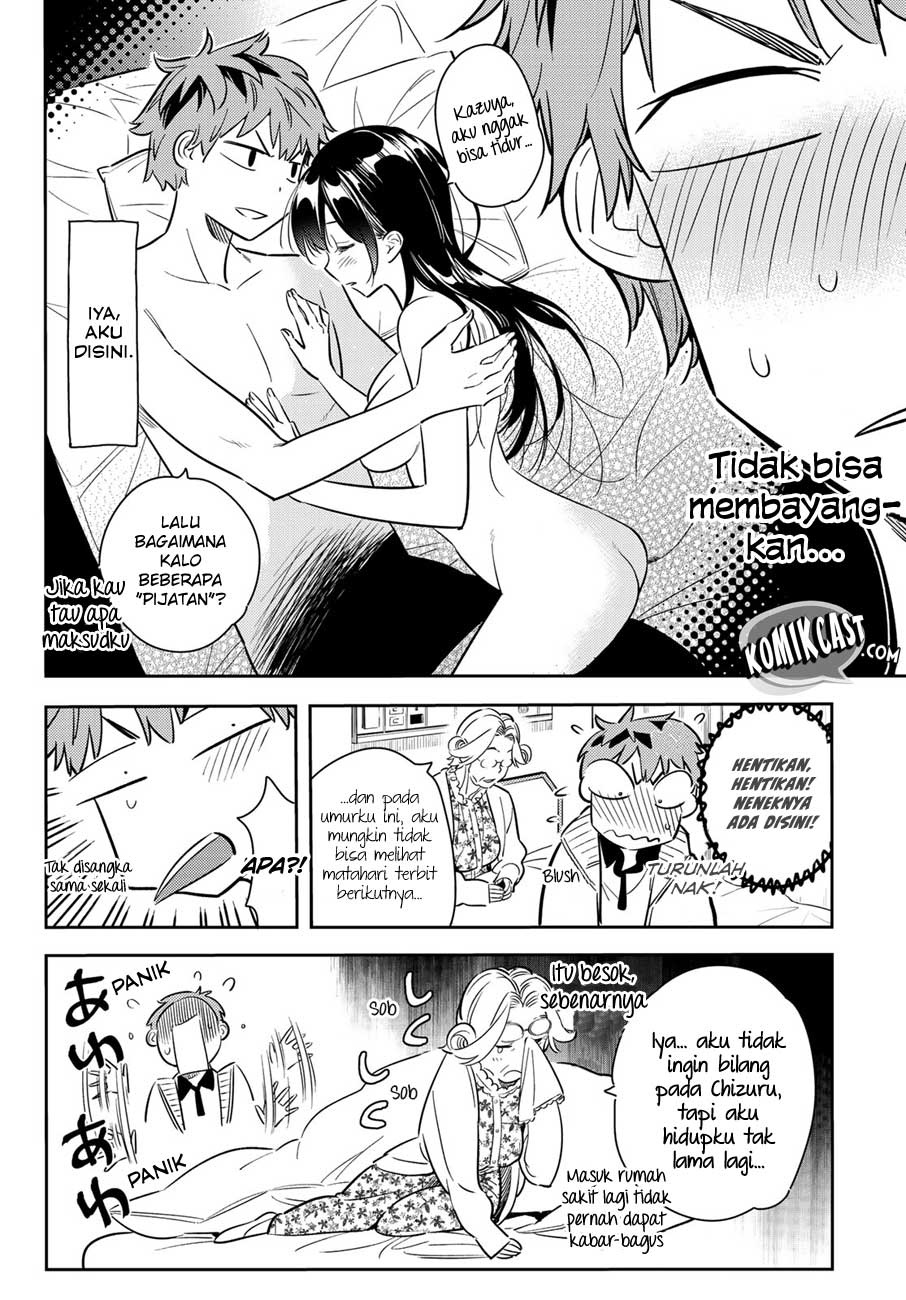 Kazuya,
aku nggak
bisa tidur...
IYA,
AKU
DISINI.
Tidak bisa
membayang-
kan...
LALU
BAGAIMANA
KALO
BEBERAPA
"PIJATAN"?
Jika kau
tau apa
maksudku
KOMIKCAST
.COM
HENTIKAN,
HENTIKAN!
NENEKNYA
ADA DISINI!
TURUNLAH,
NAK!
Blush
...dan pada
umurku ini, aku
mungkin tidak
bisa melihat
matahari terbit
berikutnya...
APA?!
Tak disangka
sama sekali
Itu besok,
sebenarnya
Iya... aku tidak
ingin bilang
pada Chizuru,
tapi aku
hidupku tak
lama lagi...
Masuk rumah
sakit lagi tidak
pernah dapat
kabar-bagus
Sob
Sob
PANIK
あわ
あわ
PANIK